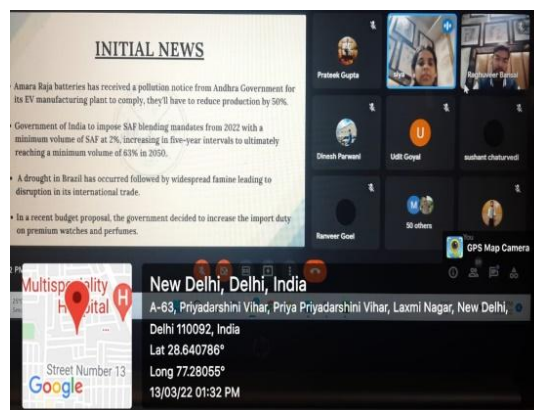 INITIAL NEWS
Amara Raja batteries has received a pollution notice from Andhra Government for
its EV manufacturing plant to comply, they'll have to reduce production by 50%.
• Government of India to impose SAF blending mandates from 2022 with a
minimum volume of SAF at 2%, increasing in five-year intervals to ultimately
reaching a minimum volume of 63% in 2050.
• A drought in Brazil has occurred followed by widespread famine leading to
disruption in its international trade.
• In a recent budget proposal, the government decided to increase the import duty
on premium watches and perfumes.
Prateek Gupta
siya
Raghuveer Bansal
Dinesh Parwani
U
Udit Goyal
sushant chaturvedi
Ranveer Goel
M
50 others
You
GPS Map Camera
Multispeciality
Hospital
H
Street Number 13
Google
New Delhi, Delhi, India
A-63, Priyadarshini Vihar, Priya Priyadarshini Vihar, Laxmi Nagar, New Delhi,
Delhi 110092, India
Lat 28.640786°
Long 77.28055°
13/03/22 01:32 PM